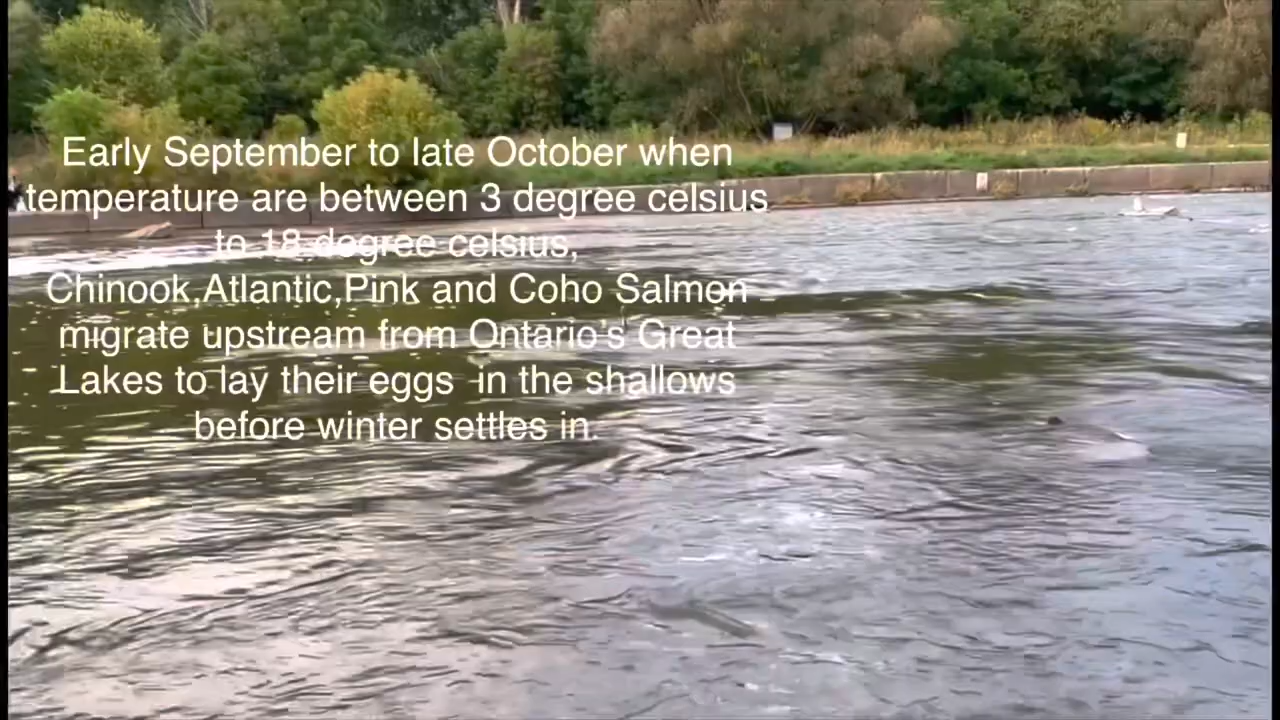 Early September to late October when
temperature are between 3 degree celsius
to 18 degree celsius,
Chinook,Atlantic,Pink and Coho Salmon
migrate upstream from Ontario's Great
Lakes to lay their eggs  in the shallows
before winter settles in.